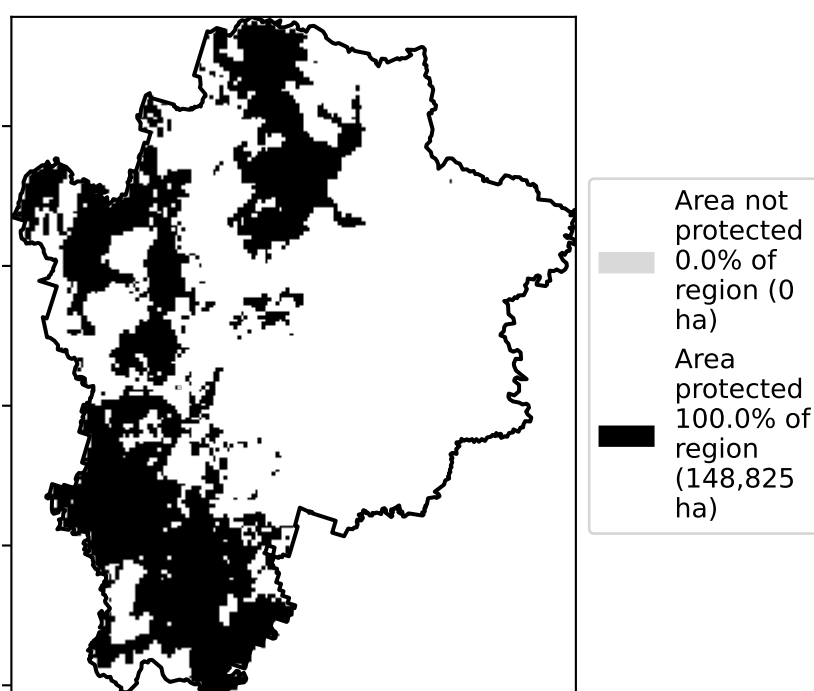 Area not
protected
0.0% of
region (0
ha)
Area
protected
100.0% of
region
(148,825
ha)